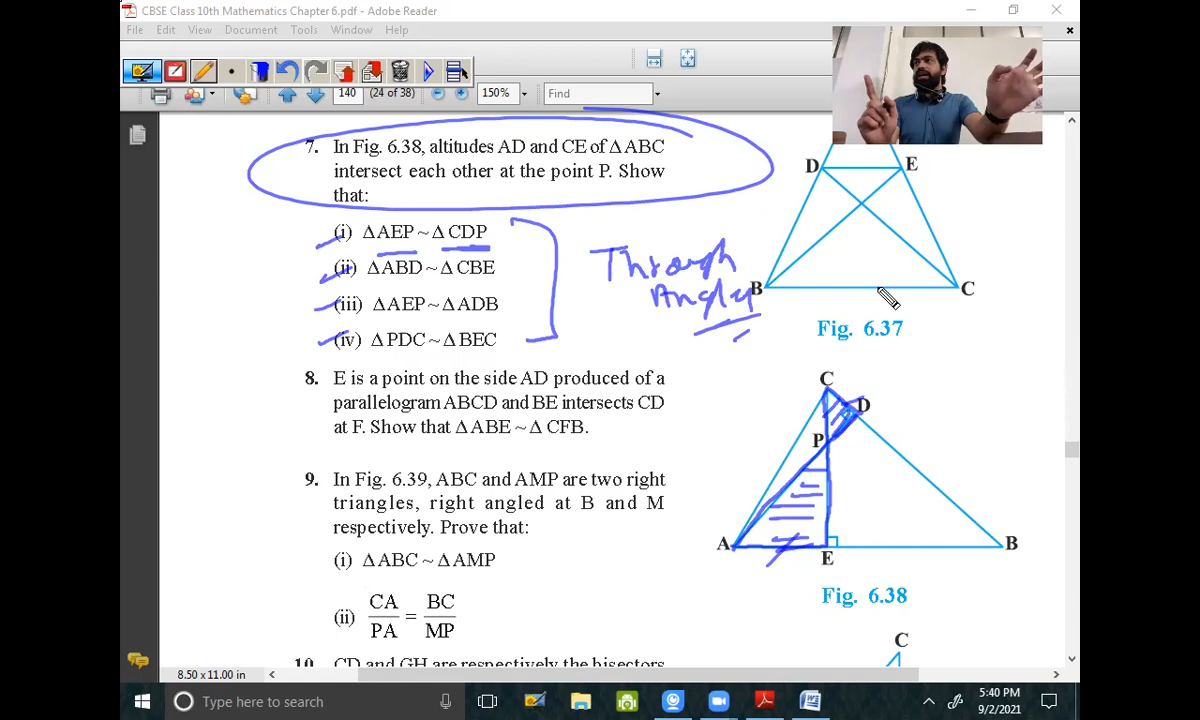 CBSE Class 10th Mathematics Chapter 6.pdf - Adobe Reader
File Edit View Document Tools Window Help
140 (24 of 38) 150% Find
7. In Fig. 6.38, altitudes AD and CE of Δ ABC
intersect each other at the point P. Show
that:
(i) Δ AEP ~ Δ CDP
(ii) Δ ABD ~ Δ CBE
(iii) Δ AEP ~ Δ ADB
(iv) Δ PDC ~ Δ BEC
Through
Angles
D E
B C
Fig. 6.37
8. E is a point on the side AD produced of a
parallelogram ABCD and BE intersects CD
at F. Show that Δ ABE ~ Δ CFB.
C
D
P
A
E
B
Fig. 6.38
9. In Fig. 6.39, ABC and AMP are two right
triangles, right angled at B and M
respectively. Prove that:
(i) Δ ABC ~ Δ AMP
(ii) CA/PA = BC/MP
C
10. CD and GH are respectively the bisectors
8.50 x 11.00 in
Type here to search
5:40 PM
9/2/2021